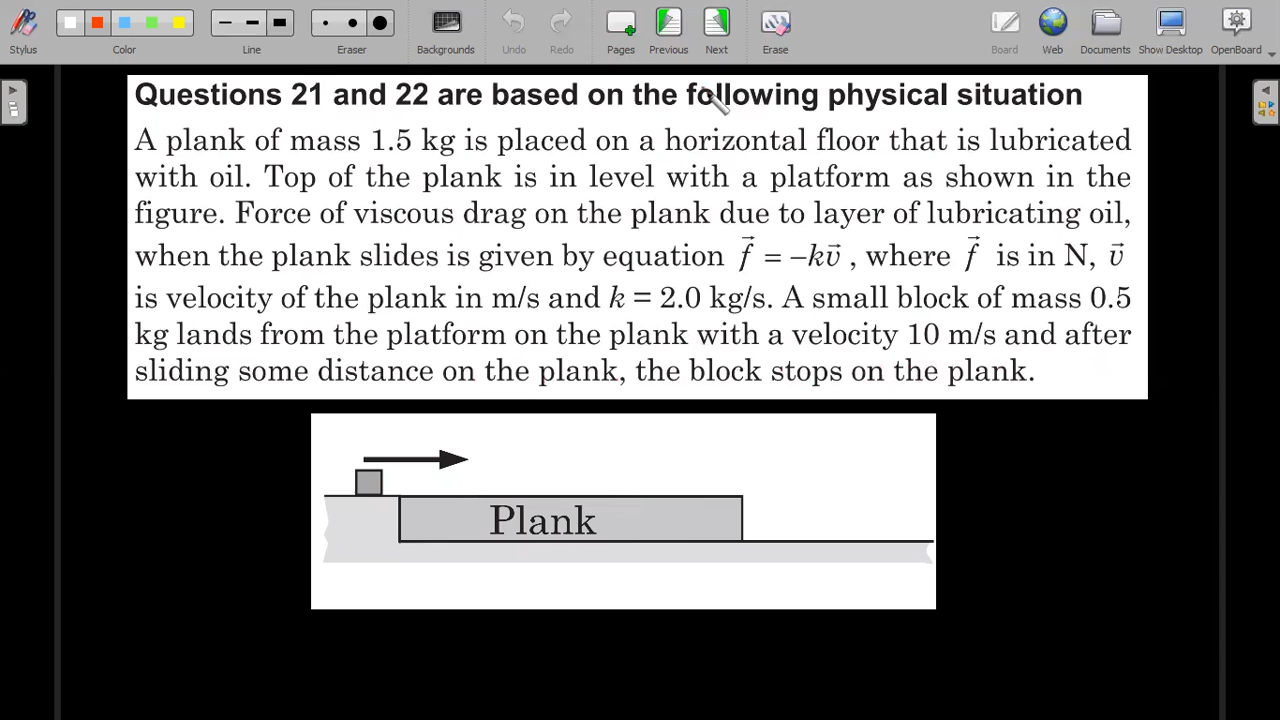 Stylus
Color
Line
Eraser
Backgrounds
Undo
Redo
Pages
Previous
Next
Erase
Board
Web
Documents
Show Desktop
OpenBoard
Questions 21 and 22 are based on the following physical situation
A plank of mass 1.5 kg is placed on a horizontal floor that is lubricated
with oil. Top of the plank is in level with a platform as shown in the
figure. Force of viscous drag on the plank due to layer of lubricating oil,
when the plank slides is given by equation f⃗ = –kv⃗ , where f⃗ is in N, v⃗
is velocity of the plank in m/s and k = 2.0 kg/s. A small block of mass 0.5
kg lands from the platform on the plank with a velocity 10 m/s and after
sliding some distance on the plank, the block stops on the plank.
Plank